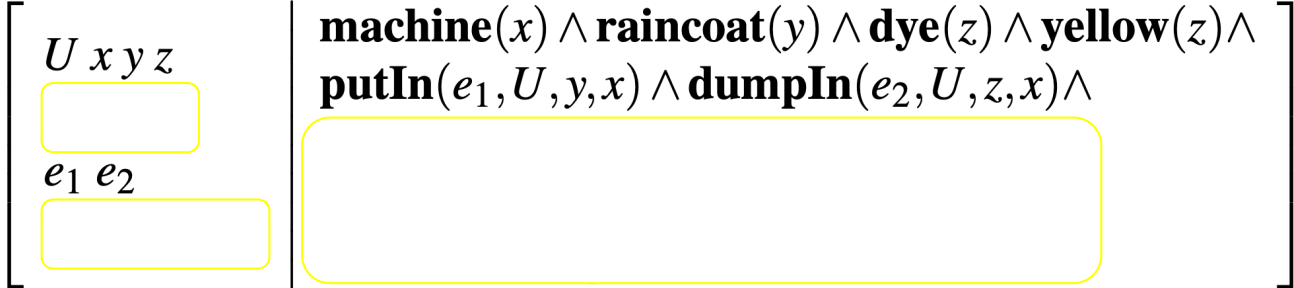 U x y z
e₁ e₂
machine(x) ∧ raincoat(y) ∧ dye(z) ∧ yellow(z)∧
putIn(e₁,U,y,x) ∧ dumpIn(e₂,U,z,x)∧